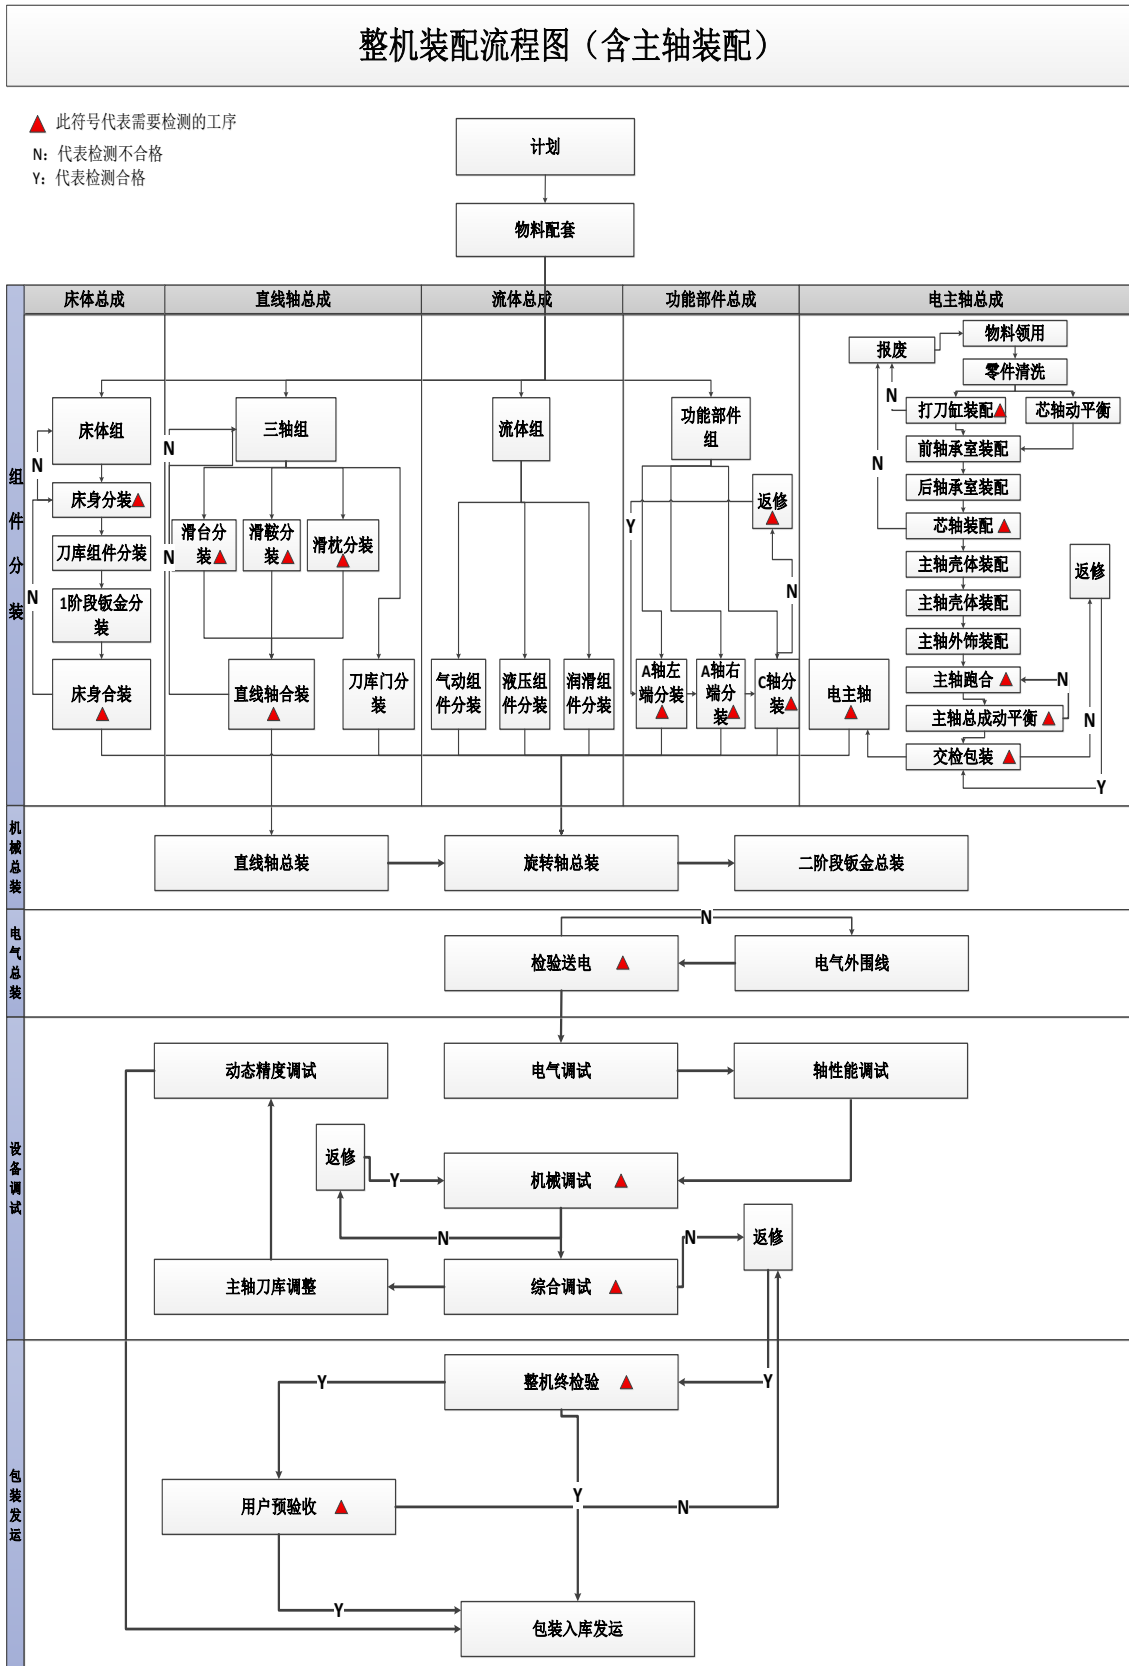 整机装配流程图（含主轴装配）
此符号代表需要检测的工序
N：代表检测不合格
Y：代表检测合格
计划
物料配套
床体总成
直线轴总成
流体总成
功能部件总成
电主轴总成
组件分装
床体组
N
床身分装
刀库组件分装
N
1阶段钣金分
装
床身合装
三轴组
N
滑台分
装
滑鞍分
装
滑枕分装
N
直线轴合装
刀库门分
装
流体组
气动组
件分装
液压组
件分装
润滑组
件分装
功能部件
组
返修
Y
N
A轴左
端分装
A轴右
端分
装
C轴分
装
物料领用
报废
零件清洗
N
打刀缸装配
芯轴动平衡
前轴承室装配
N
后轴承室装配
芯轴装配
主轴壳体装配
返修
主轴壳体装配
主轴外饰装配
主轴跑合
N
电主轴
主轴总成动平衡
N
交检包装
Y
机械总装
直线轴总装
旋转轴总装
二阶段钣金总装
电气总装
N
检验送电
电气外围线
设备调试
动态精度调试
电气调试
轴性能调试
返修
Y
机械调试
N
N
返修
主轴刀库调整
综合调试
包装发运
Y
整机终检验
Y
Y
用户预验收
N
Y
包装入库发运